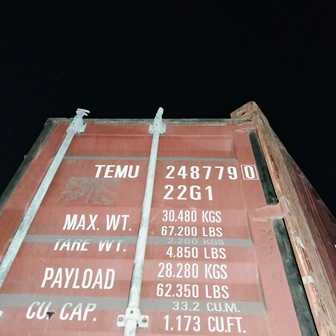 TEMU 248779 0
22G1
MAX. WT. 30.480 KGS
67.200 LBS
TARE WT. 2.200 KGS
4.850 LBS
PAYLOAD 28.280 KGS
62.350 LBS
CU. CAP. 33.2 CU.M.
1.173 CU.FT.